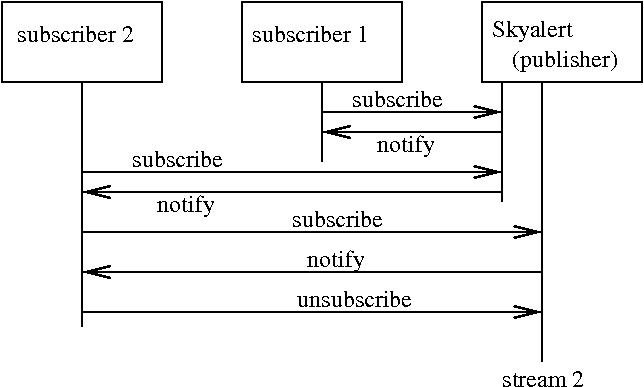 subscriber 2
subscriber 1
Skyalert
(publisher)
subscribe
notify
subscribe
notify
subscribe
notify
unsubscribe
stream 2